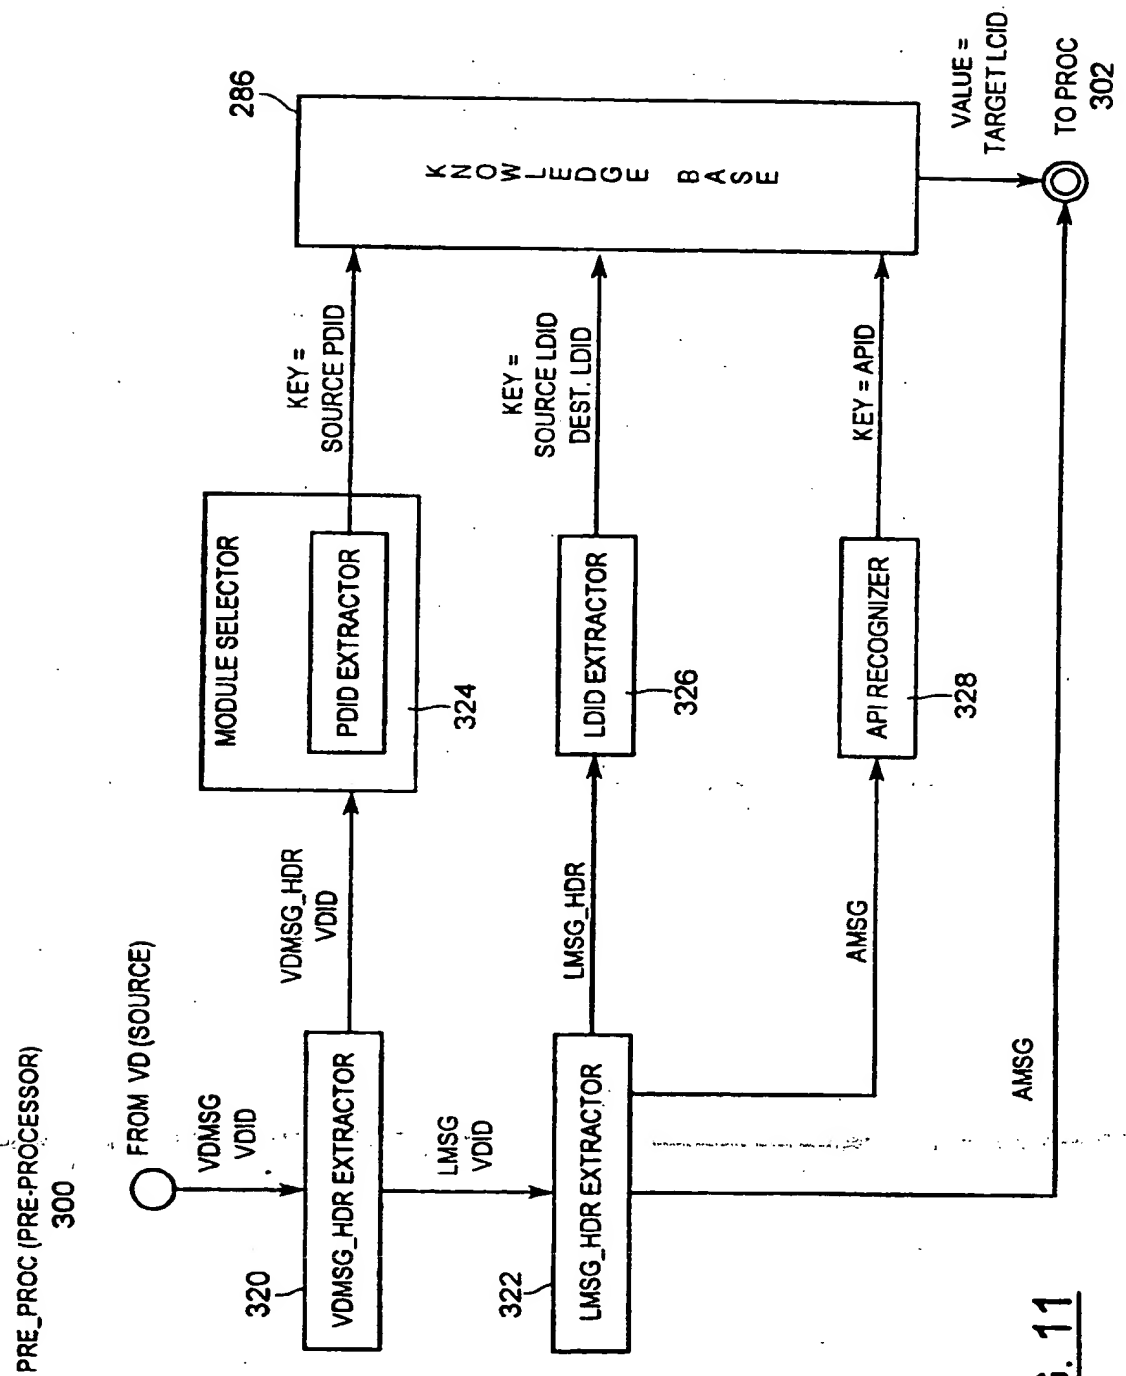 PRE_PROC (PRE-PROCESSOR)
300
FROM VD (SOURCE)
VDMSG
VDID
320
VDMSG_HDR EXTRACTOR
VDMSG_HDR
VDID
MODULE SELECTOR
PDID EXTRACTOR
324
KEY =
SOURCE PDID
286
KNOWLEDGE BASE
LMSG
VDID
322
LMSG_HDR EXTRACTOR
LMSG_HDR
LDID EXTRACTOR
326
KEY =
SOURCE LDID
DEST. LDID
AMSG
API RECOGNIZER
328
KEY = APID
AMSG
VALUE =
TARGET LCID
TO PROC
302
G. 11